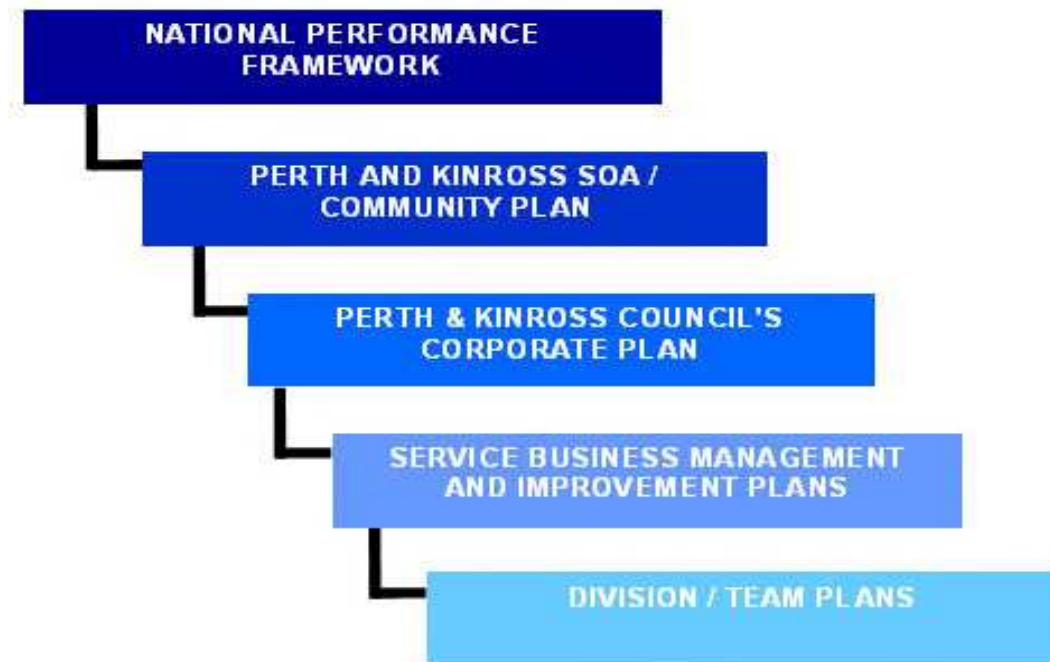 NATIONAL PERFORMANCE
FRAMEWORK
PERTH AND KINROSS SOA /
COMMUNITY PLAN
PERTH & KINROSS COUNCIL'S
CORPORATE PLAN
SERVICE BUSINESS MANAGEMENT
AND IMPROVEMENT PLANS
DIVISION / TEAM PLANS